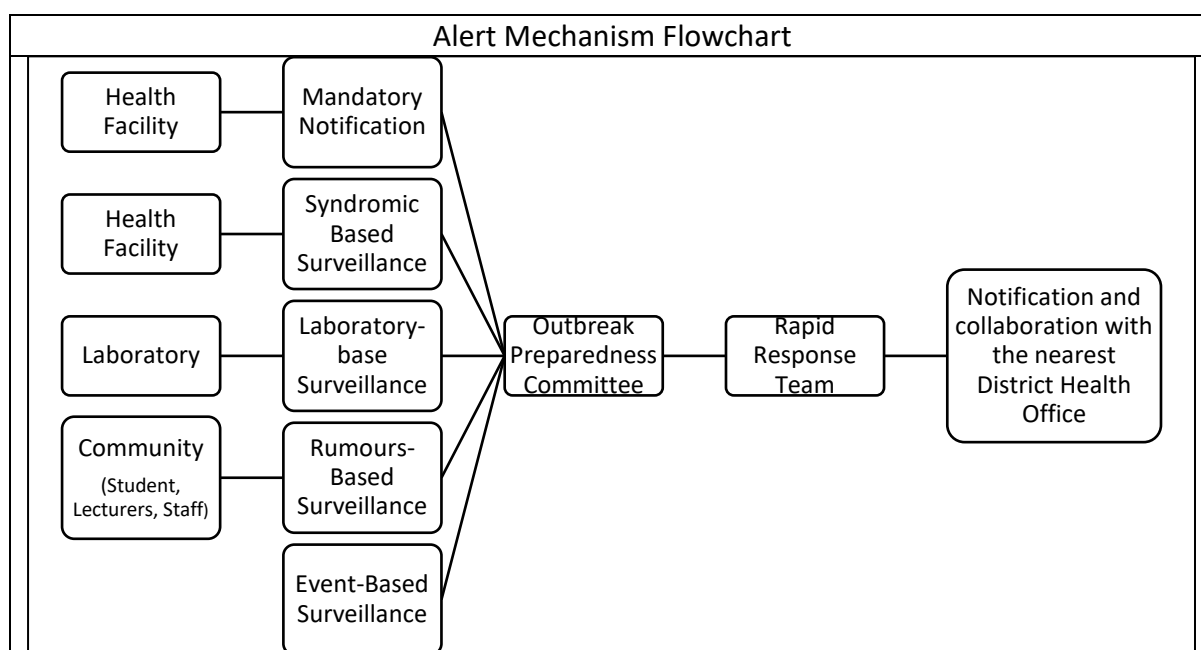 Alert Mechanism Flowchart
Health
Facility
Mandatory
Notification
Health
Facility
Syndromic
Based
Surveillance
Laboratory
Laboratory-
base
Surveillance
Community
(Student,
Lecturers, Staff)
Rumours-
Based
Surveillance
Event-Based
Surveillance
Outbreak
Preparedness
Committee
Rapid
Response
Team
Notification and
collaboration with
the nearest
District Health
Office